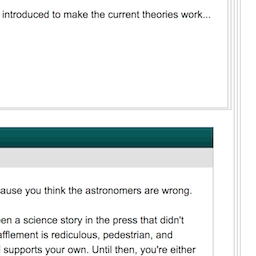 introduced to make the current theories work...
ause you think the astronomers are wrong.
en a science story in the press that didn't
afflement is rediculous, pedestrian, and
supports your own. Until then, you're either